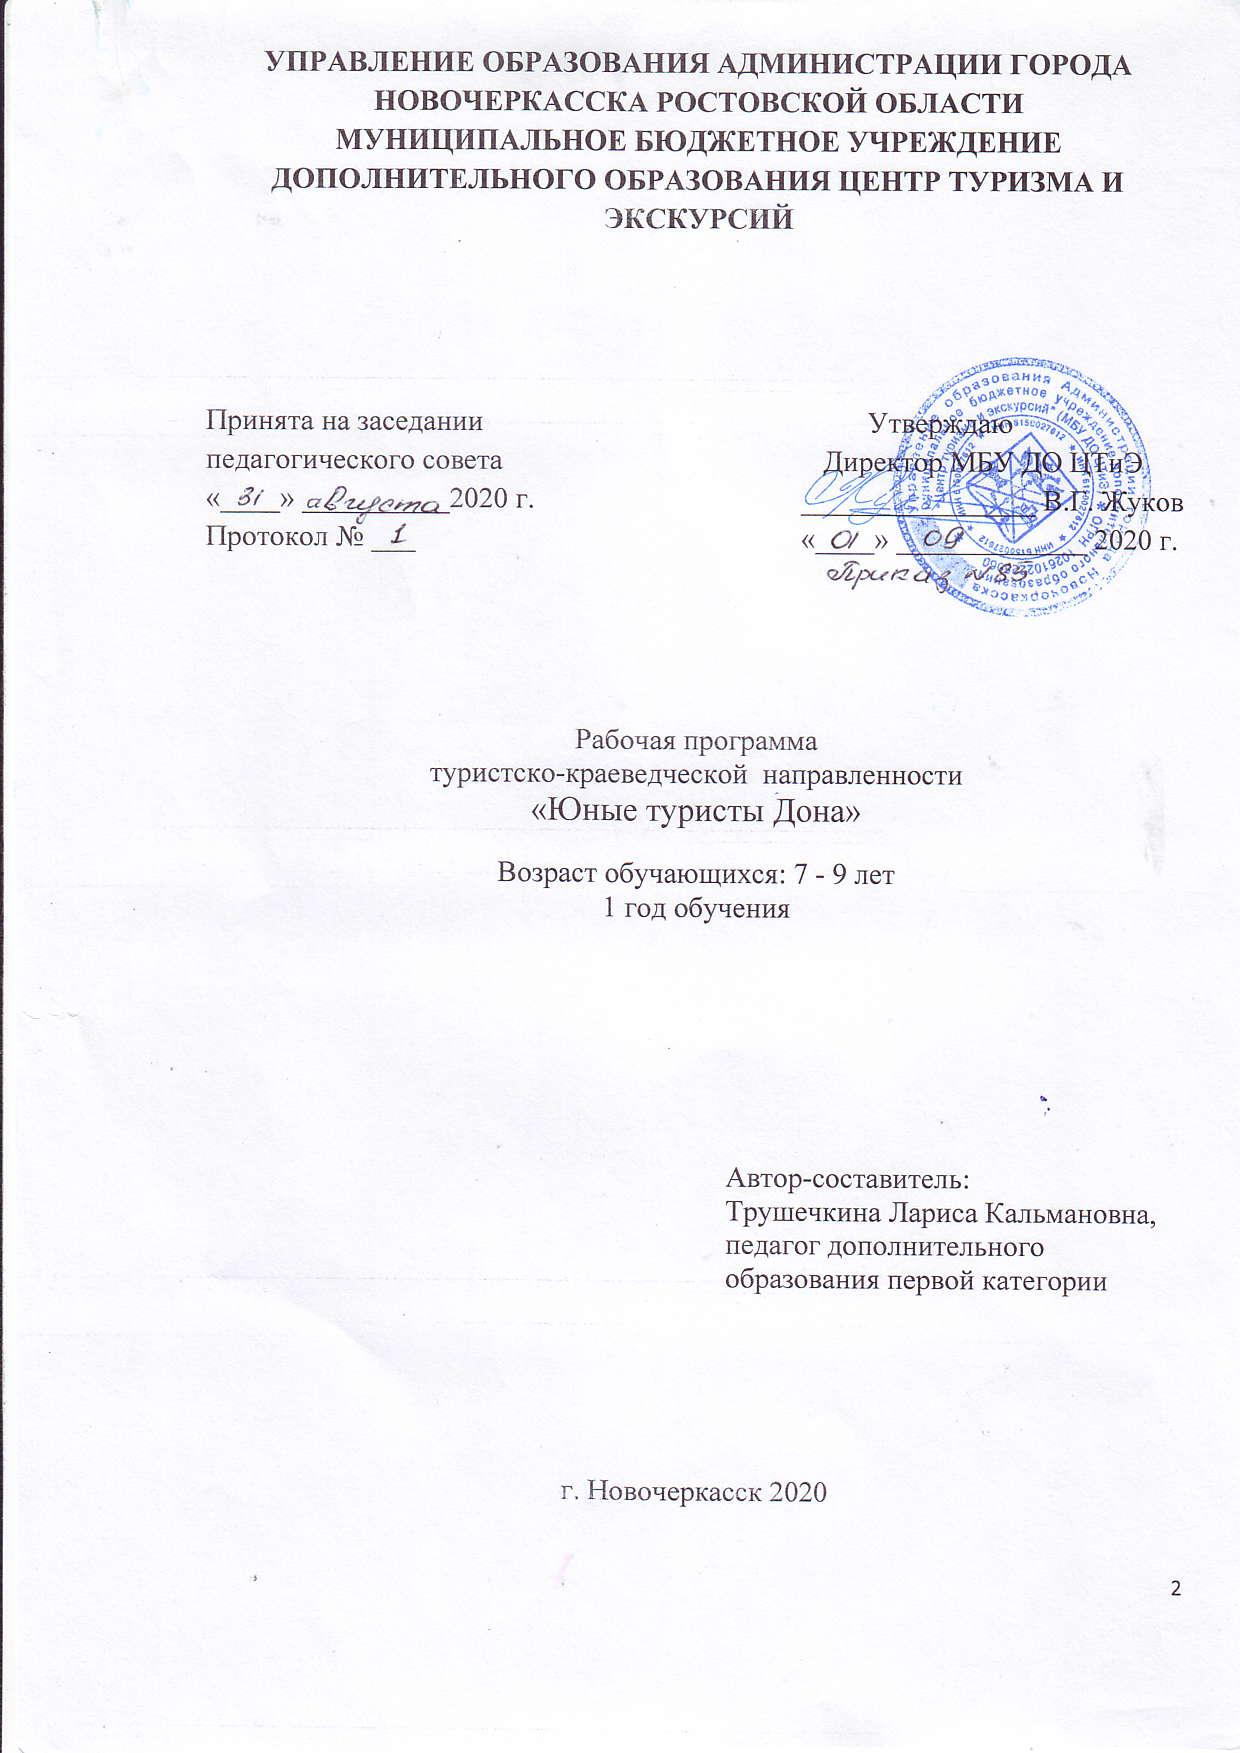 УПРАВЛЕНИЕ ОБРАЗОВАНИЯ АДМИНИСТРАЦИИ ГОРОДА
НОВОЧЕРКАССКА РОСТОВСКОЙ ОБЛАСТИ
МУНИЦИПАЛЬНОЕ БЮДЖЕТНОЕ УЧРЕЖДЕНИЕ
ДОПОЛНИТЕЛЬНОГО ОБРАЗОВАНИЯ ЦЕНТР ТУРИЗМА И
ЭКСКУРСИЙ
Принята на заседании
педагогического совета
«31» августа 2020 г.
Протокол № 1
Утверждаю
Директор МБУ ДО ЦТиЭ
В.Г. Жуков
«01» 09 2020 г.
Приказ №83
Рабочая программа
туристско-краеведческой направленности
«Юные туристы Дона»
Возраст обучающихся: 7 - 9 лет
1 год обучения
Автор-составитель:
Трушечкина Лариса Кальмановна,
педагог дополнительного
образования первой категории
г. Новочеркасск 2020
2